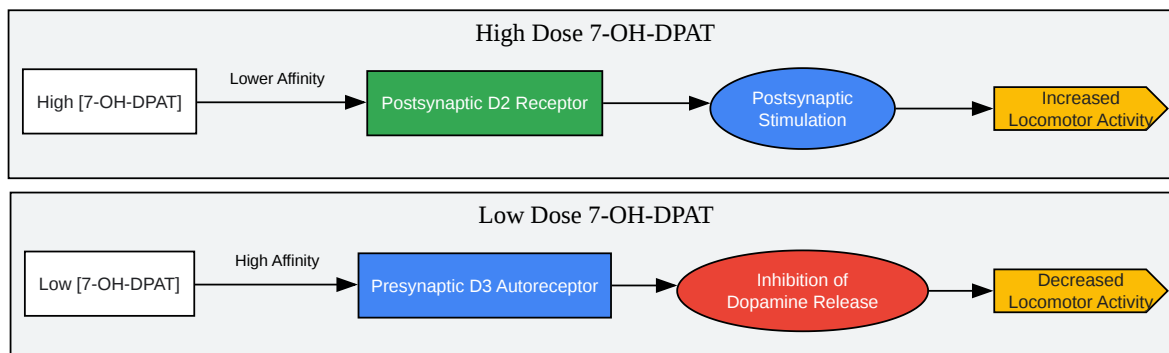 High Dose 7-OH-DPAT
High [7-OH-DPAT]
Lower Affinity
Postsynaptic D2 Receptor
Postsynaptic
Stimulation
Increased
Locomotor Activity
Low Dose 7-OH-DPAT
Low [7-OH-DPAT]
High Affinity
Presynaptic D3 Autoreceptor
Inhibition of
Dopamine Release
Decreased
Locomotor Activity